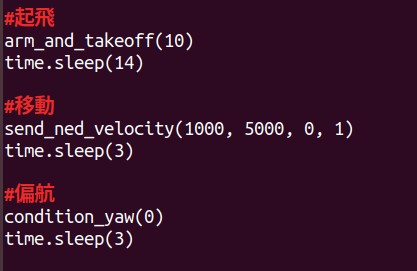 #起飛
arm_and_takeoff(10)
time.sleep(14)
#移動
send_ned_velocity(1000, 5000, 0, 1)
time.sleep(3)
#偏航
condition_yaw(0)
time.sleep(3)